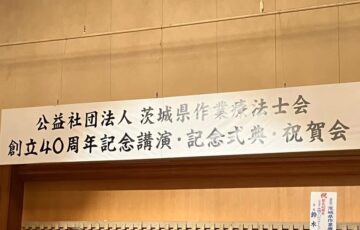 公益社団法人 茨城県作業療法士会
創立40周年記念講演・記念式典・祝賀会
祝